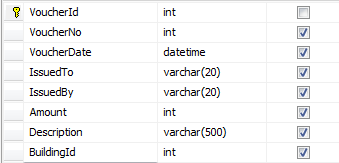 VoucherId int
VoucherNo int
VoucherDate datetime
IssuedTo varchar(20)
IssuedBy varchar(20)
Amount int
Description varchar(500)
BuildingId int